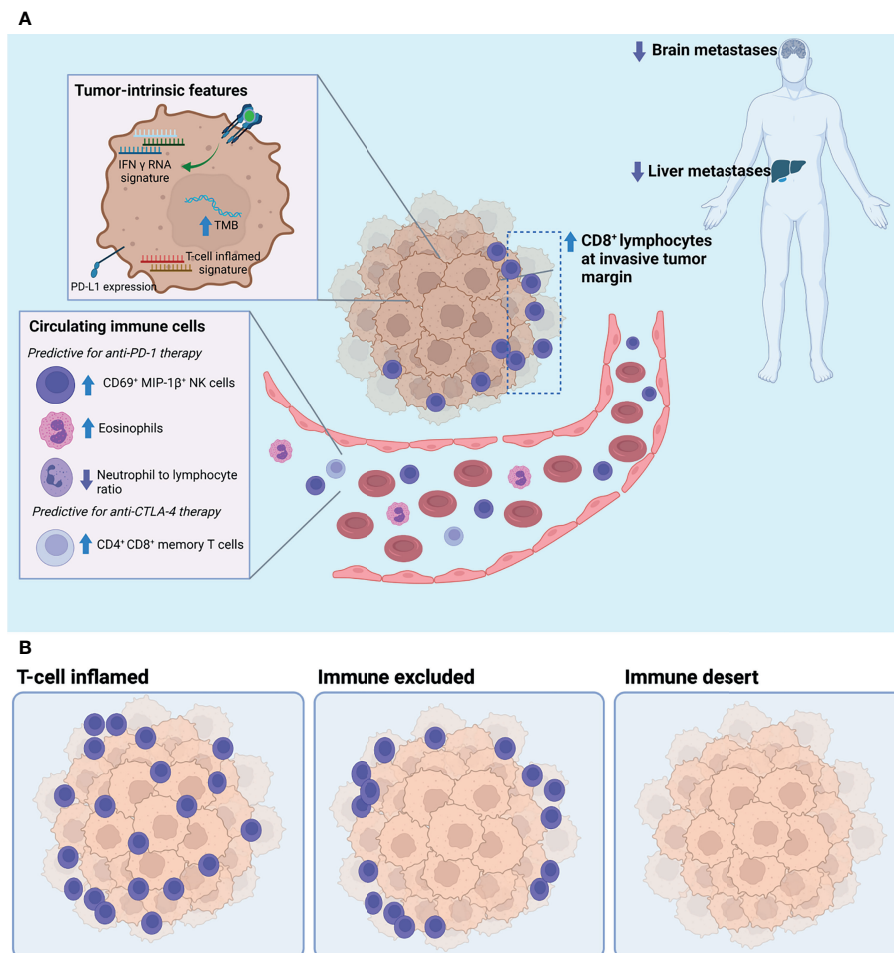 A
Brain metastases
Liver metastases
Tumor-intrinsic features
IFN γ RNA
signature
TMB
T-cell inflamed
signature
PD-L1 expression
CD8⁺ lymphocytes
at invasive tumor
margin
Circulating immune cells
Predictive for anti-PD-1 therapy
CD69⁺ MIP-1β⁺ NK cells
Eosinophils
Neutrophil to lymphocyte
ratio
Predictive for anti-CTLA-4 therapy
CD4⁺ CD8⁺ memory T cells
B
T-cell inflamed
Immune excluded
Immune desert